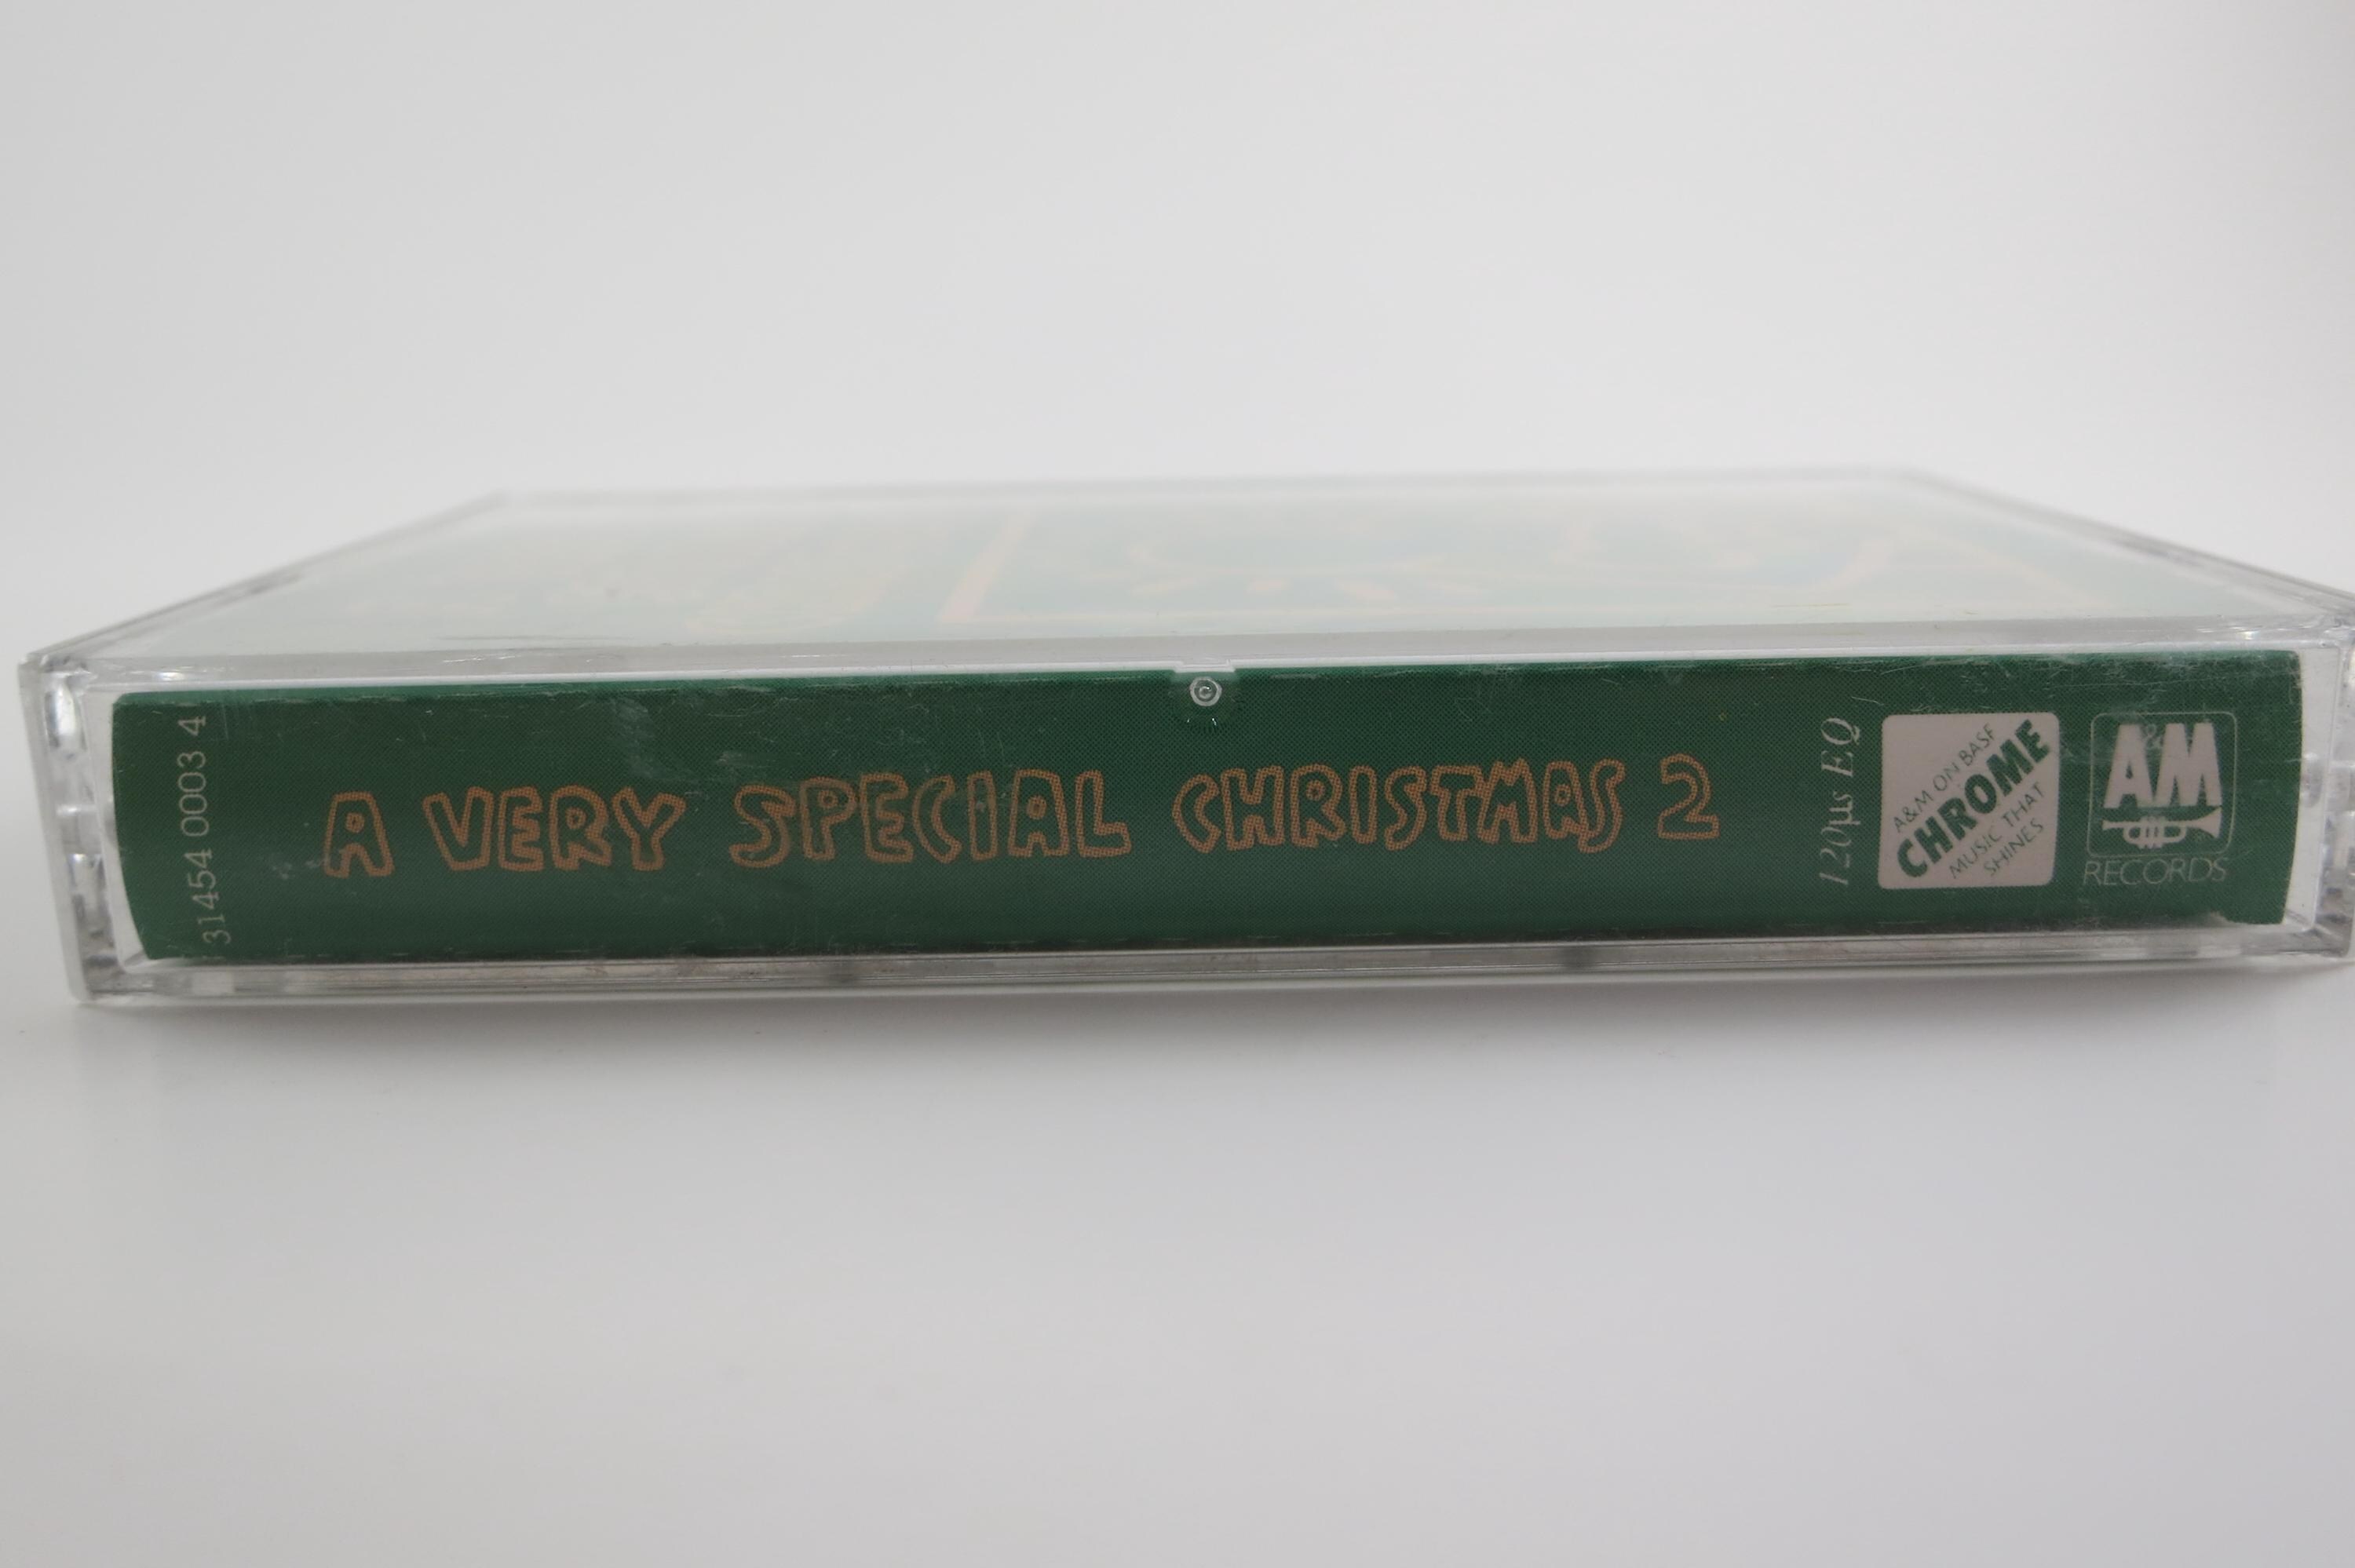 31454 0003 4
A VERY SPECIAL CHRISTMAS 2
120µs EQ
A&M ON BASF
CHROME
MUSIC THAT
SHINES
A&M
RECORDS